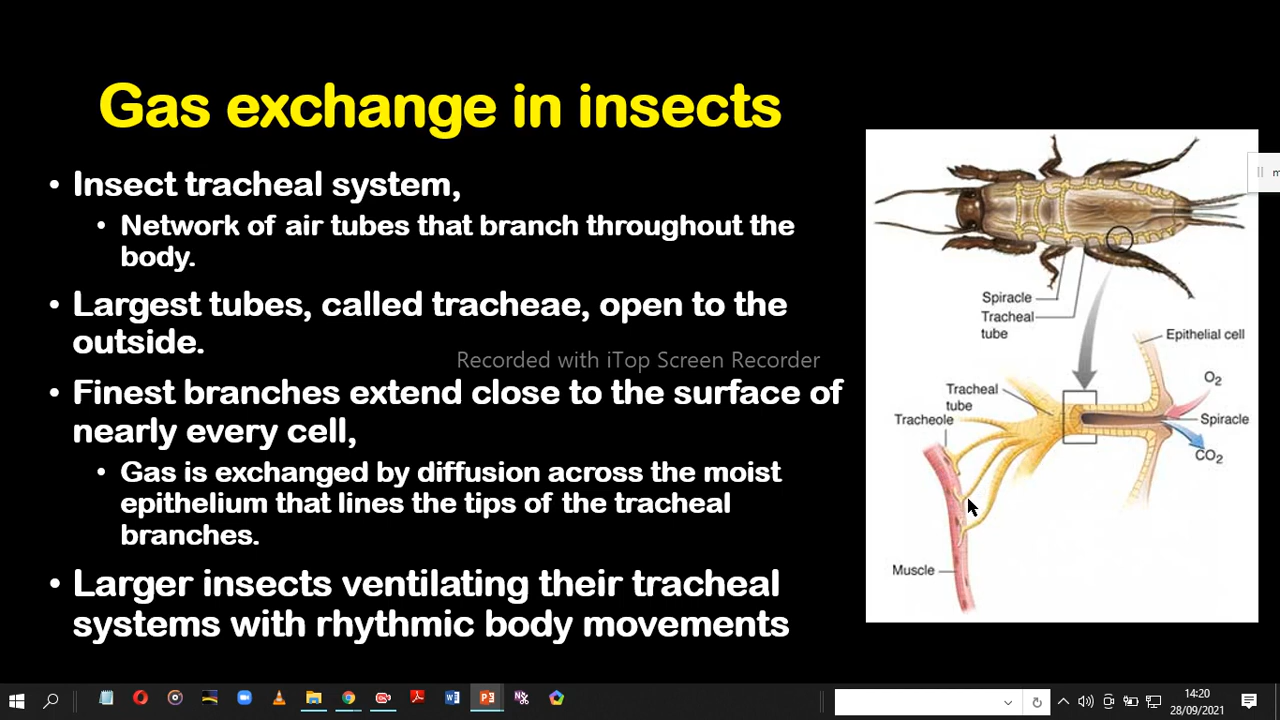 Gas exchange in insects
• Insect tracheal system,
• Network of air tubes that branch throughout the
body.
• Largest tubes, called tracheae, open to the
outside.
• Finest branches extend close to the surface of
nearly every cell,
• Gas is exchanged by diffusion across the moist
epithelium that lines the tips of the tracheal
branches.
• Larger insects ventilating their tracheal
systems with rhythmic body movements
Recorded with iTop Screen Recorder
Spiracle
Tracheal
tube
Epithelial cell
O2
Tracheal
tube
Tracheole
Spiracle
CO2
Muscle
14:20
28/09/2021